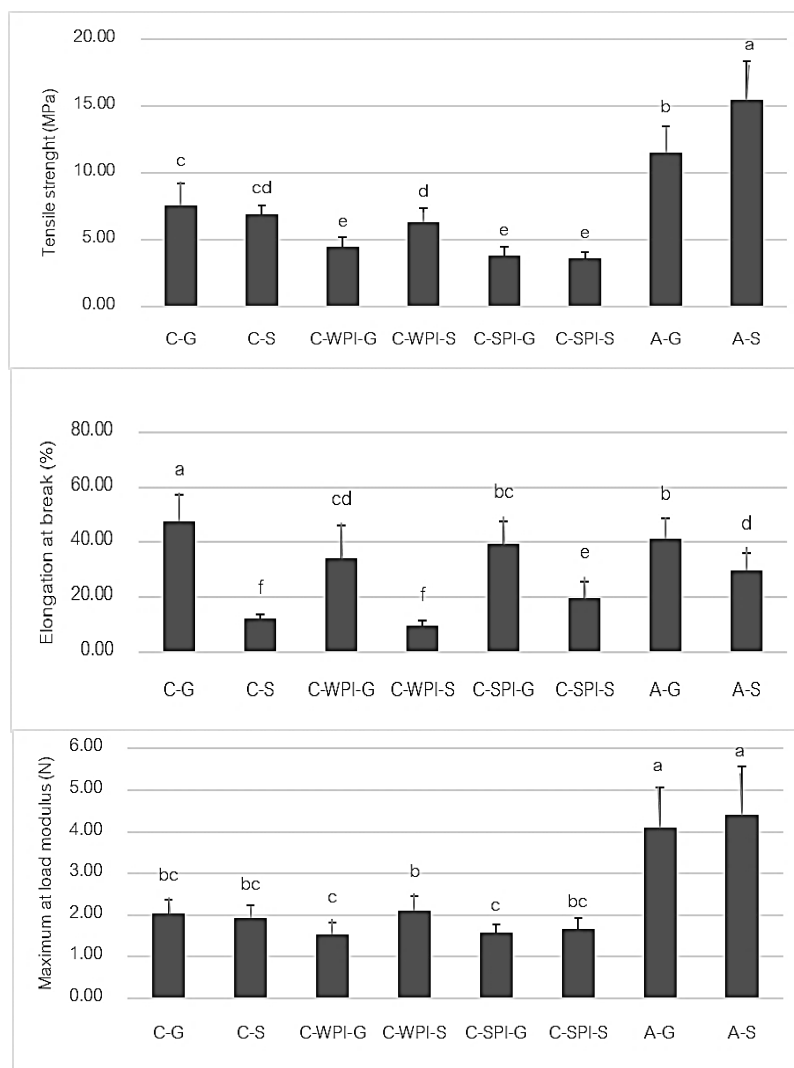 20.00
15.00
10.00
5.00
0.00
Tensile strenght (MPa)
c
cd
e
d
e
e
b
a
C-G
C-S
C-WPI-G
C-WPI-S
C-SPI-G
C-SPI-S
A-G
A-S
80.00
60.00
40.00
20.00
0.00
Elongation at break (%)
a
f
cd
f
bc
e
b
d
C-G
C-S
C-WPI-G
C-WPI-S
C-SPI-G
C-SPI-S
A-G
A-S
6.00
5.00
4.00
3.00
2.00
1.00
0.00
Maximum at load modulus (N)
bc
bc
c
b
c
bc
a
a
C-G
C-S
C-WPI-G
C-WPI-S
C-SPI-G
C-SPI-S
A-G
A-S